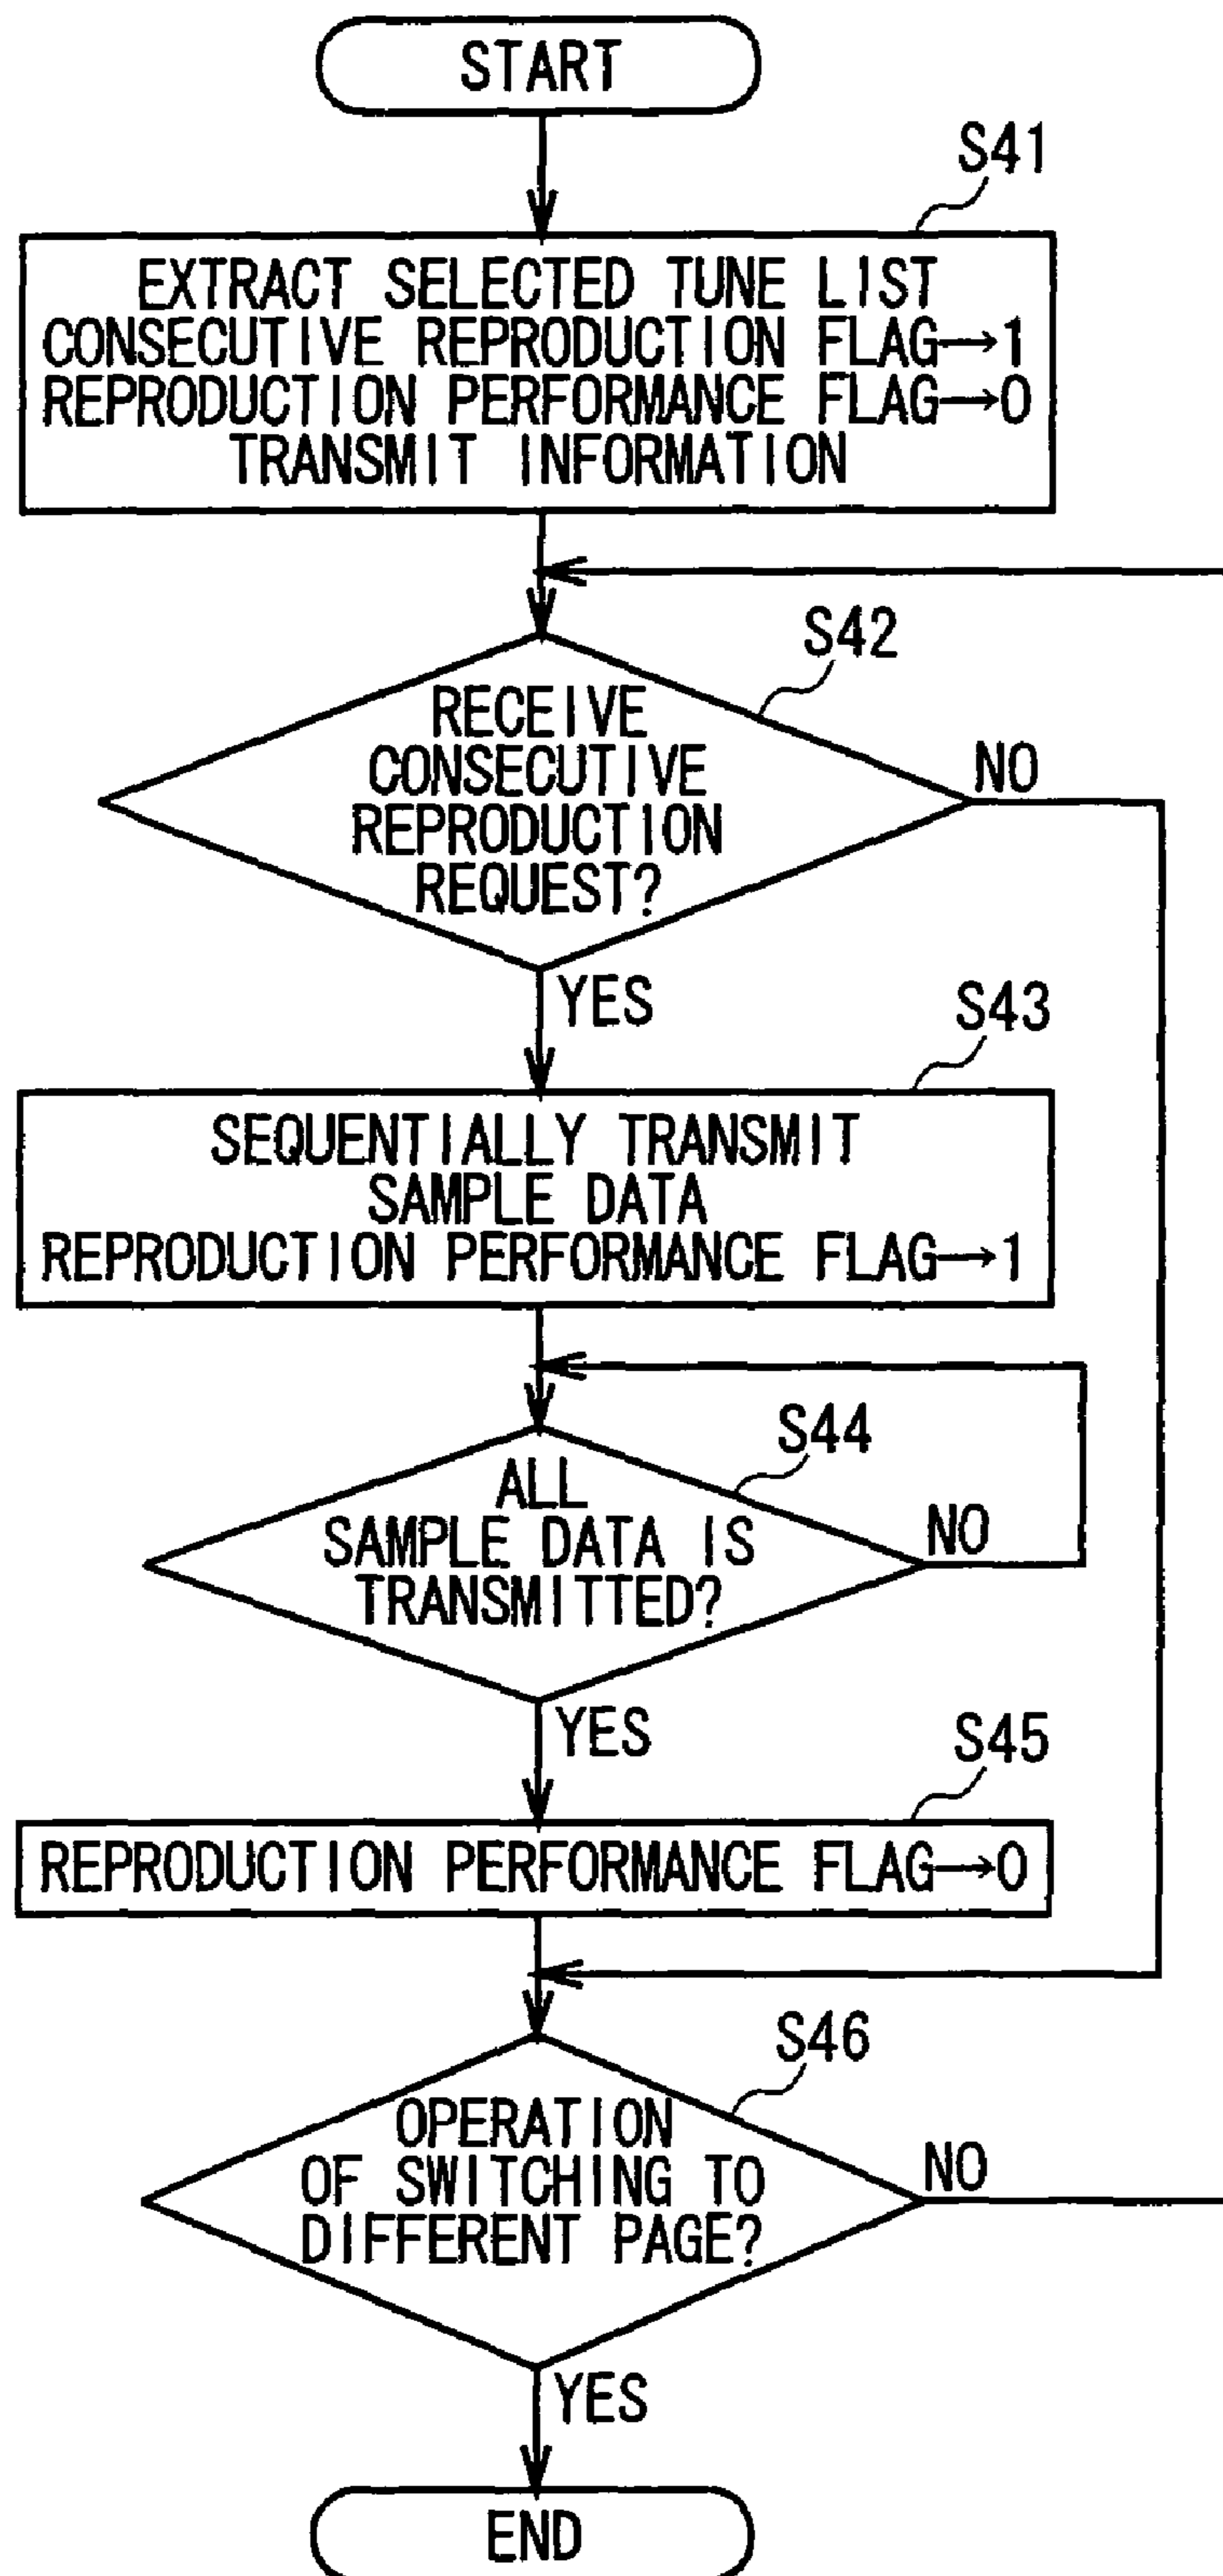 START
S41
EXTRACT SELECTED TUNE LIST
CONSECUTIVE REPRODUCTION FLAG→1
REPRODUCTION PERFORMANCE FLAG→0
TRANSMIT INFORMATION
S42
RECEIVE
CONSECUTIVE
REPRODUCTION
REQUEST?
NO
YES
S43
SEQUENTIALLY TRANSMIT
SAMPLE DATA
REPRODUCTION PERFORMANCE FLAG→1
S44
ALL
SAMPLE DATA IS
TRANSMITTED?
NO
YES
S45
REPRODUCTION PERFORMANCE FLAG→0
S46
OPERATION
OF SWITCHING TO
DIFFERENT PAGE?
NO
YES
END